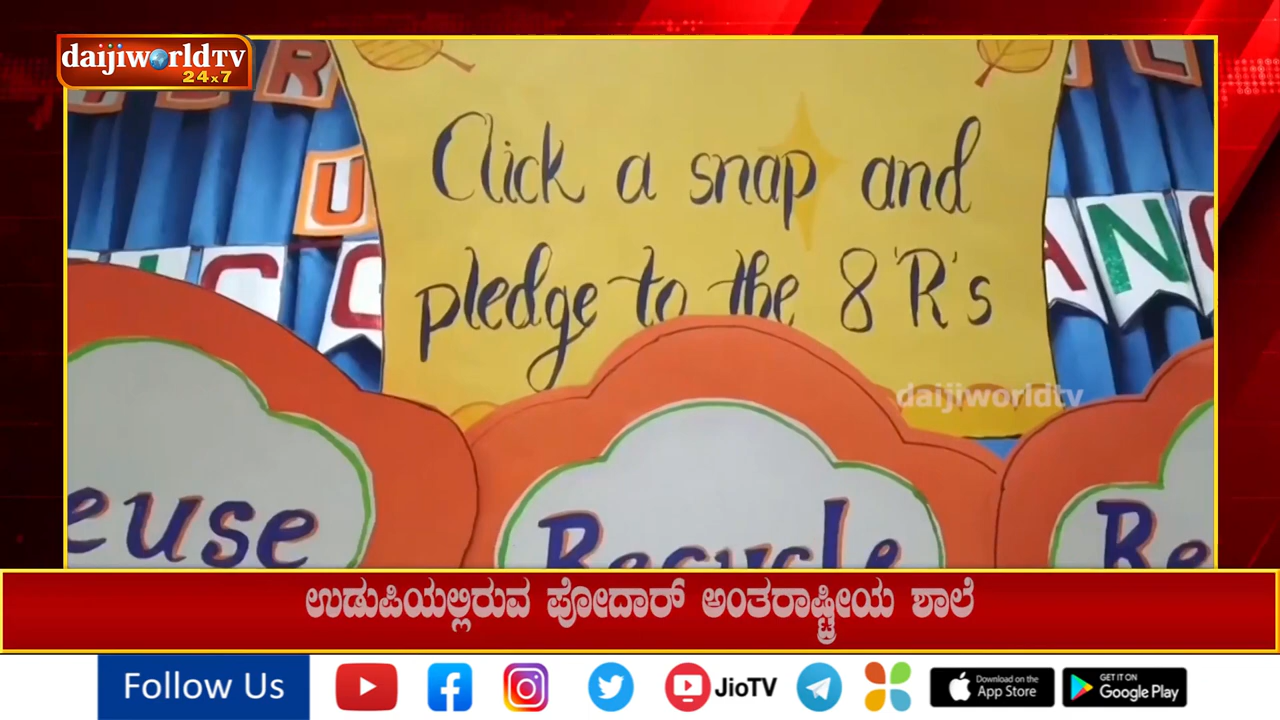 daijiworldTV
24x7
R
U
Click a snap and
pledge to the 8 'R's
AN
daijiworldtv
euse
Recycle
Re
ಉಡುಪಿಯಲ್ಲಿರುವ ಪೋದಾರ್ ಅಂತರಾಷ್ಟ್ರೀಯ ಶಾಲೆ
Follow Us
JioTV
Download on the
App Store
GET IT ON
Google Play